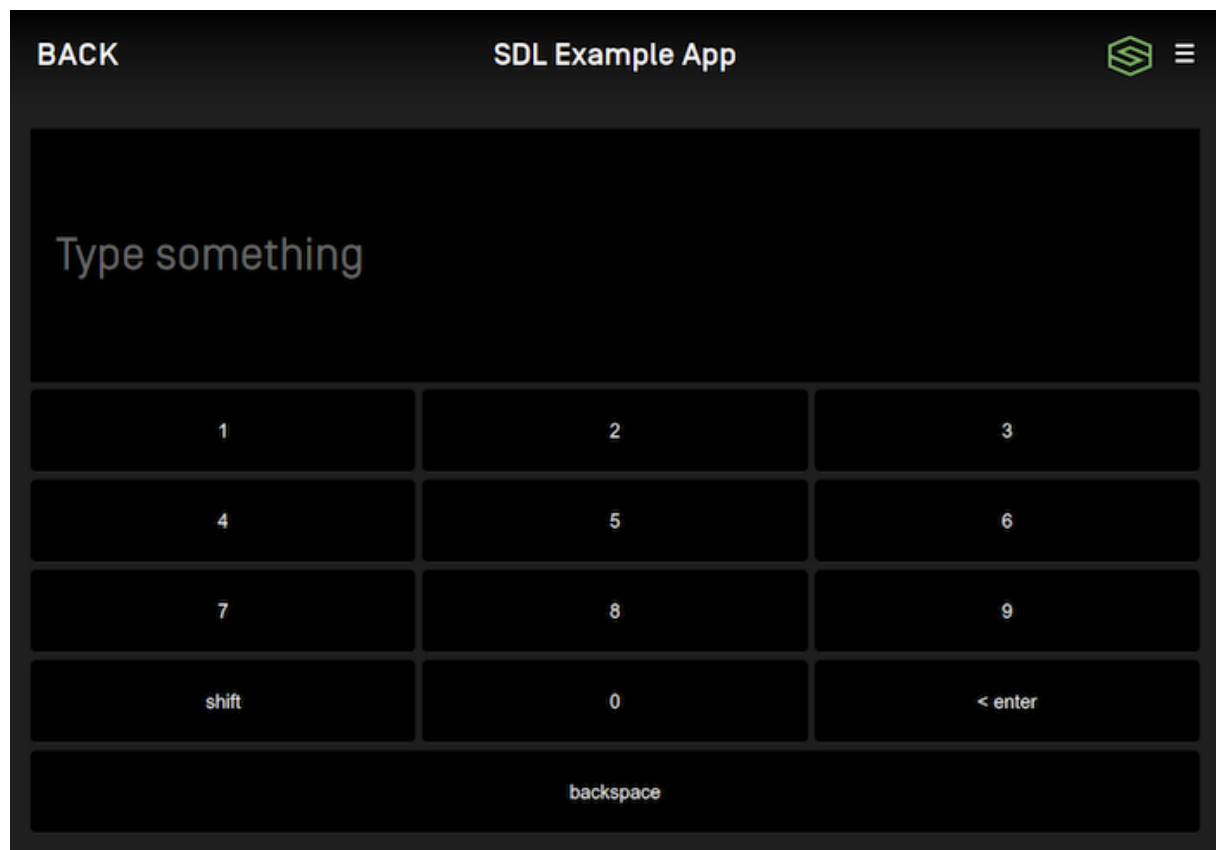 BACK SDL Example App
Type something
1 2 3
4 5 6
7 8 9
shift 0 < enter
backspace